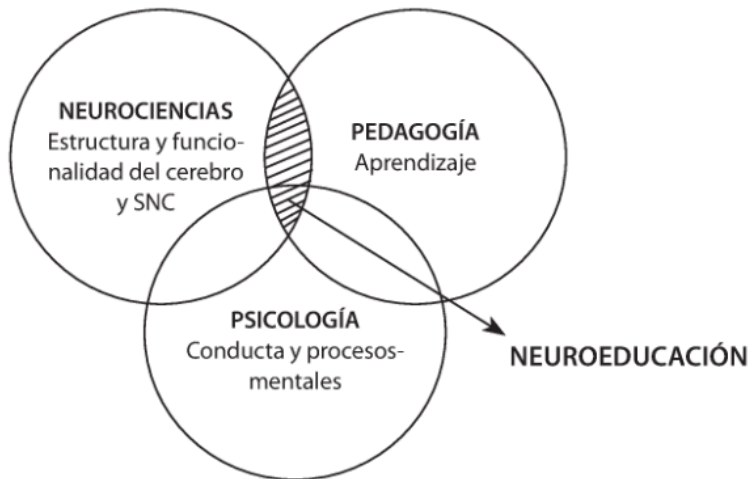 NEUROCIENCIAS
Estructura y funcio-
nalidad del cerebro
y SNC
PEDAGOGÍA
Aprendizaje
PSICOLOGÍA
Conducta y procesos-
mentales
NEUROEDUCACIÓN